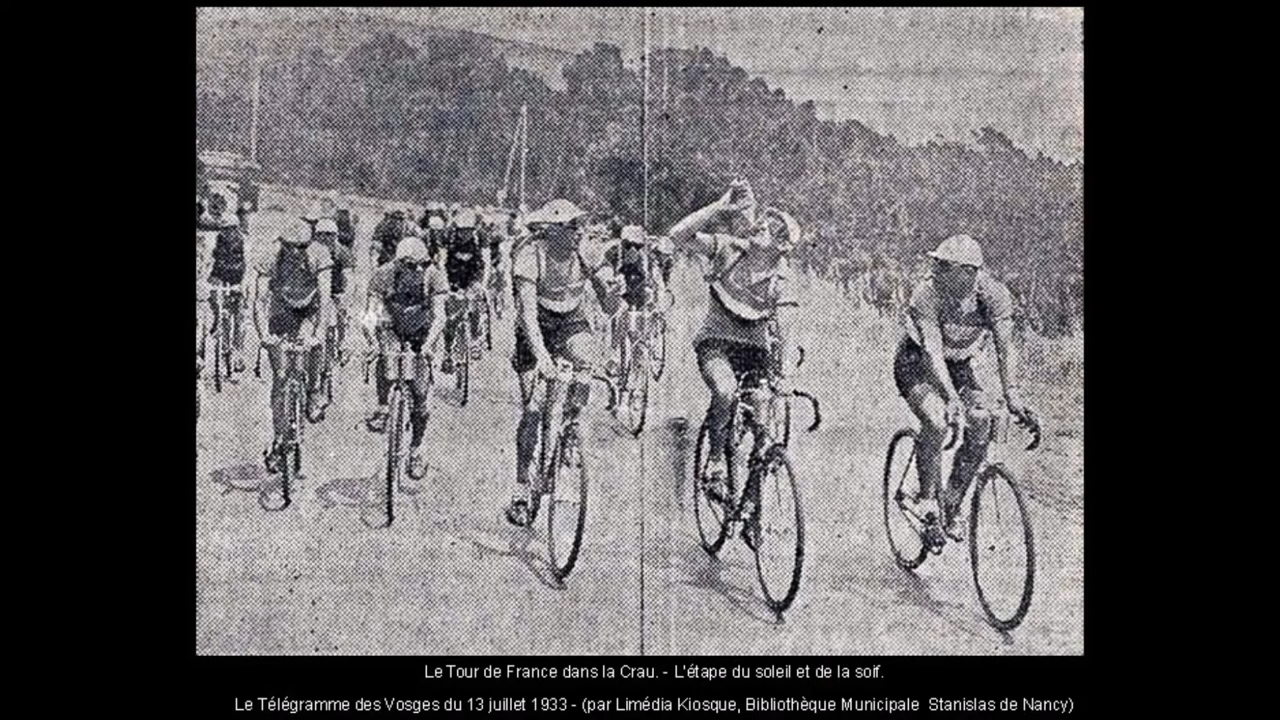 Le Tour de France dans la Crau. - L'étape du soleil et de la soif.
Le Télégramme des Vosges du 13 juillet 1933 - (par Limédia Kiosque, Bibliothèque Municipale Stanislas de Nancy)